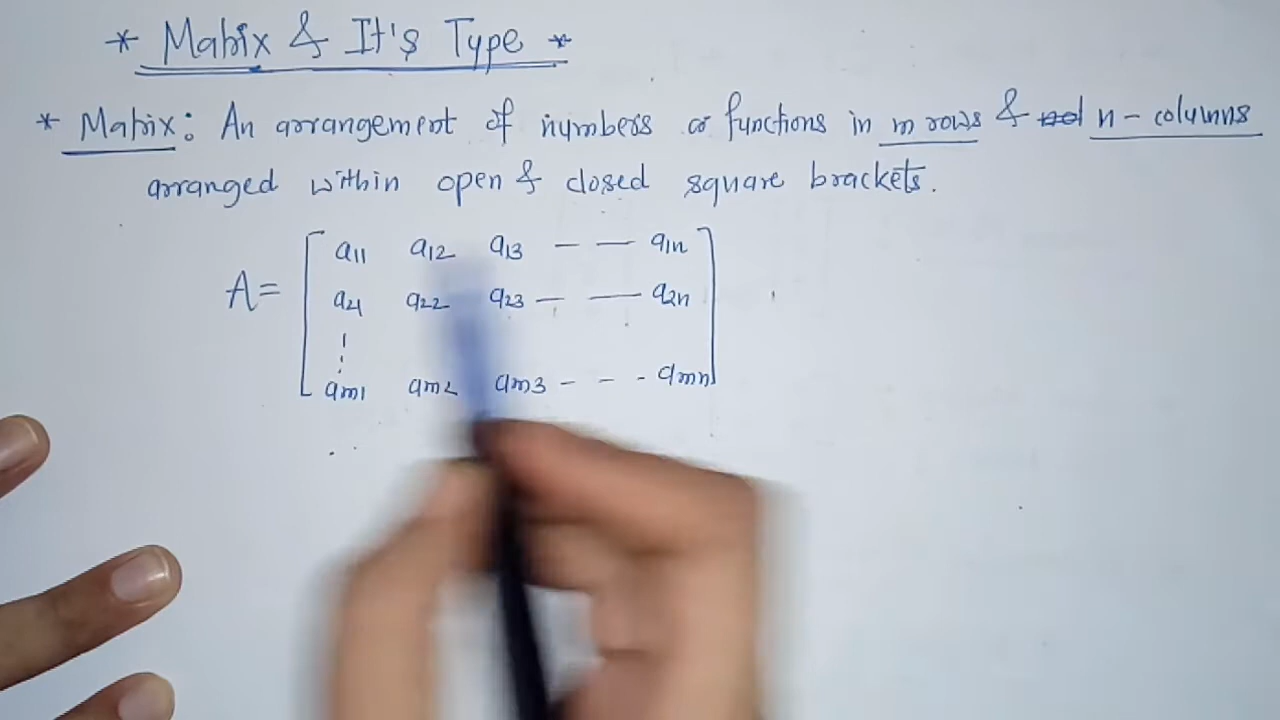 * Matrix & It's Type *
* Matrix: An arrangement of numbers or functions in m rows & n - columns
arranged within open & closed square brackets.
A = [ a11 a12 a13 — — a1n
a21 a22 a23 — — a2n
⋮
am1 am2 am3 - - - amn ]